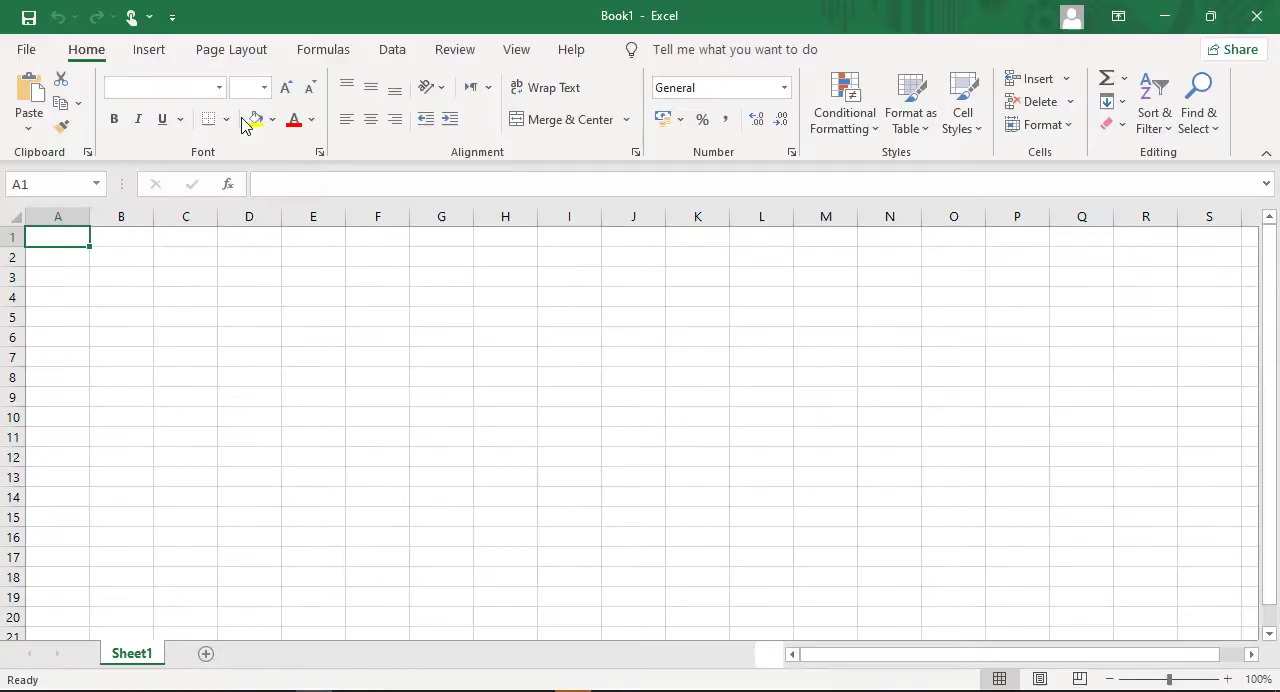 Book1 - Excel
File Home Insert Page Layout Formulas Data Review View Help Tell me what you want to do Share
Paste
B I U A
ab Wrap Text
Merge & Center
General
% ,
Conditional Formatting
Format as Table
Cell Styles
Insert
Delete
Format
Sort & Filter
Find & Select
Clipboard Font Alignment Number Styles Cells Editing
A1 fx
A B C D E F G H I J K L M N O P Q R S
1
2
3
4
5
6
7
8
9
10
11
12
13
14
15
16
17
18
19
20
21
Sheet1
Ready 100%